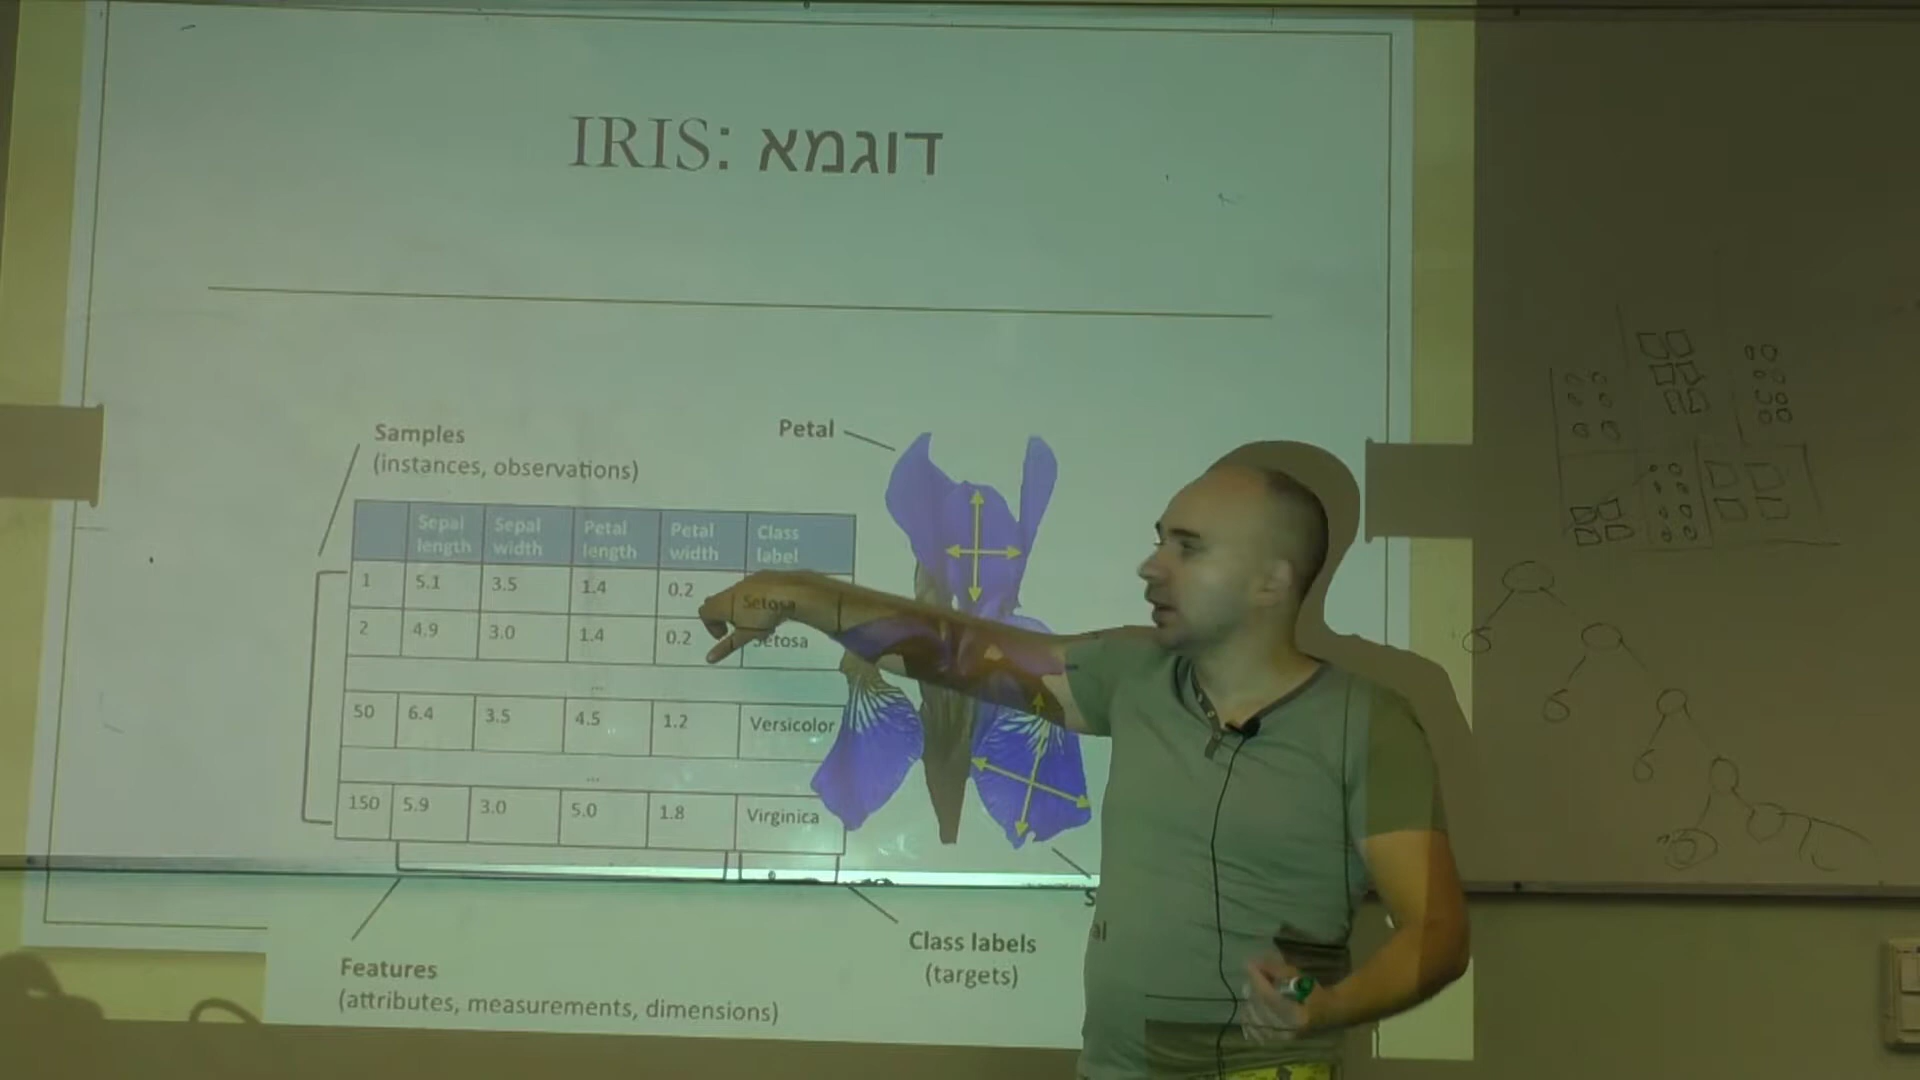 IRIS: דוגמא
Samples
(instances, observations)
Petal
Sepal length Sepal width Petal length Petal width Class label
1 5.1 3.5 1.4 0.2 Setosa
2 4.9 3.0 1.4 0.2 Setosa
...
50 6.4 3.5 4.5 1.2 Versicolor
...
150 5.9 3.0 5.0 1.8 Virginica
Features
(attributes, measurements, dimensions)
Class labels
(targets)